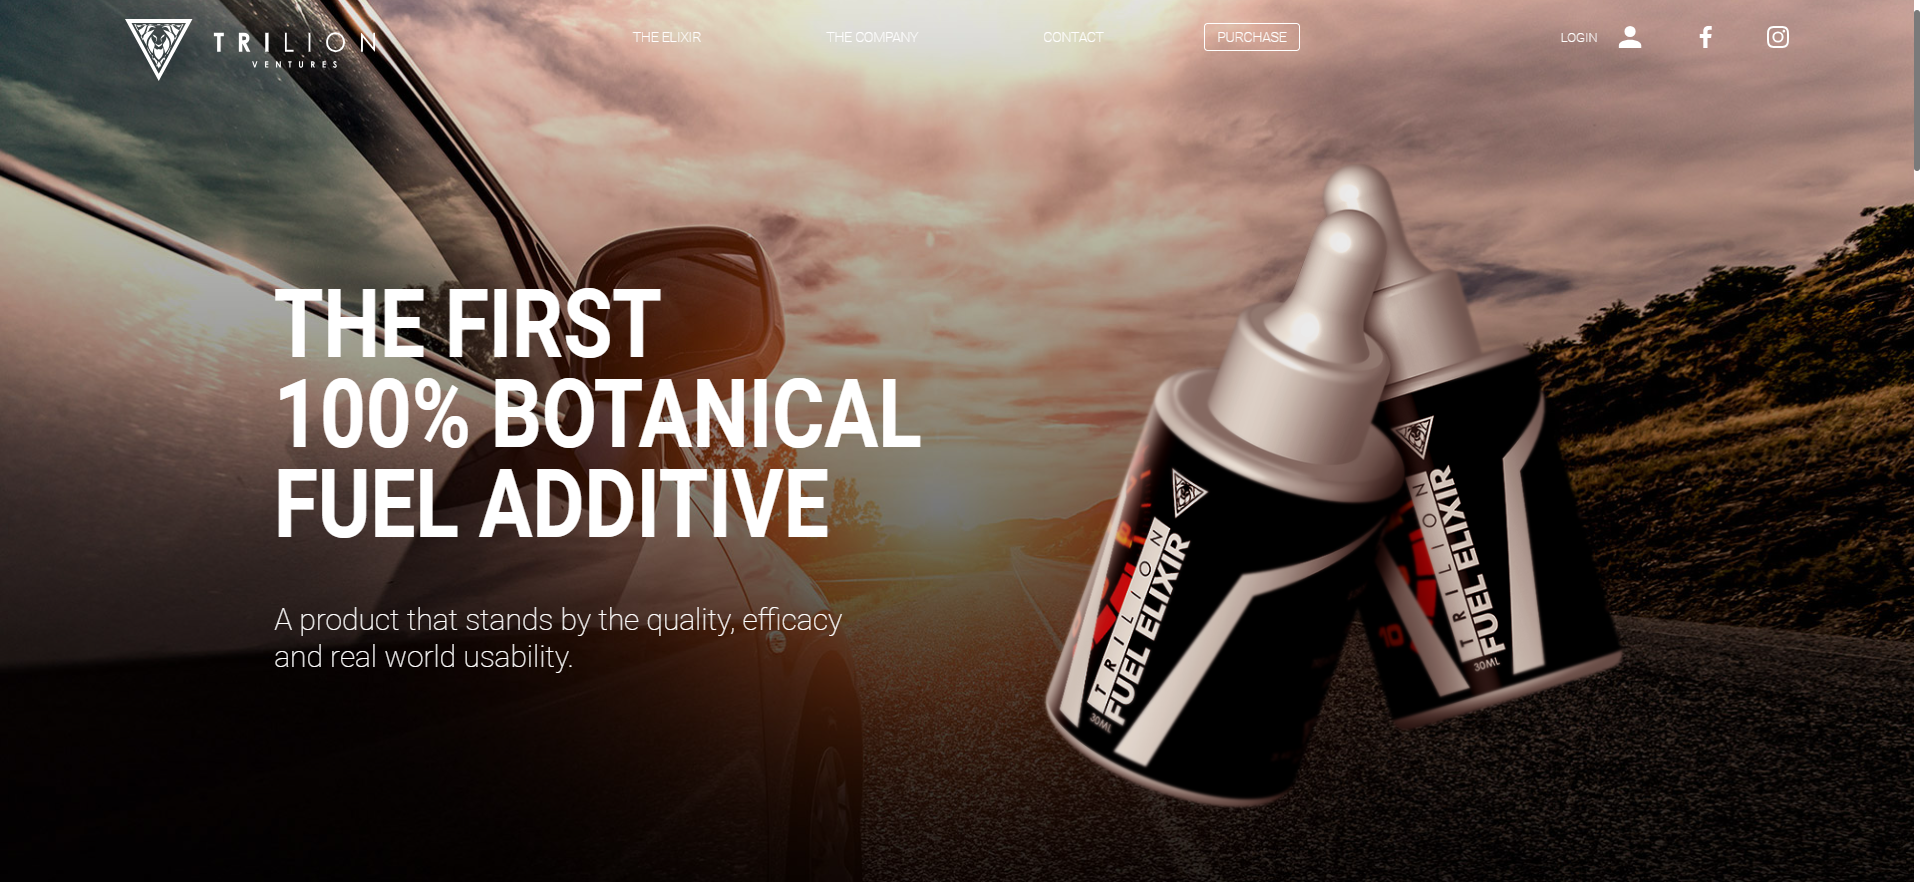 TRILION
VENTURES
THE ELIXIR
THE COMPANY
CONTACT
PURCHASE
LOGIN
THE FIRST
100% BOTANICAL
FUEL ADDITIVE
A product that stands by the quality, efficacy
and real world usability.
TRILION
FUEL ELIXIR
30ML
TRILION
FUEL ELIXIR
30ML
10